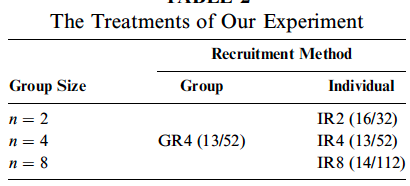 TABLE 2
The Treatments of Our Experiment
Recruitment Method
Group Size Group Individual
n = 2 IR2 (16/32)
n = 4 GR4 (13/52) IR4 (13/52)
n = 8 IR8 (14/112)